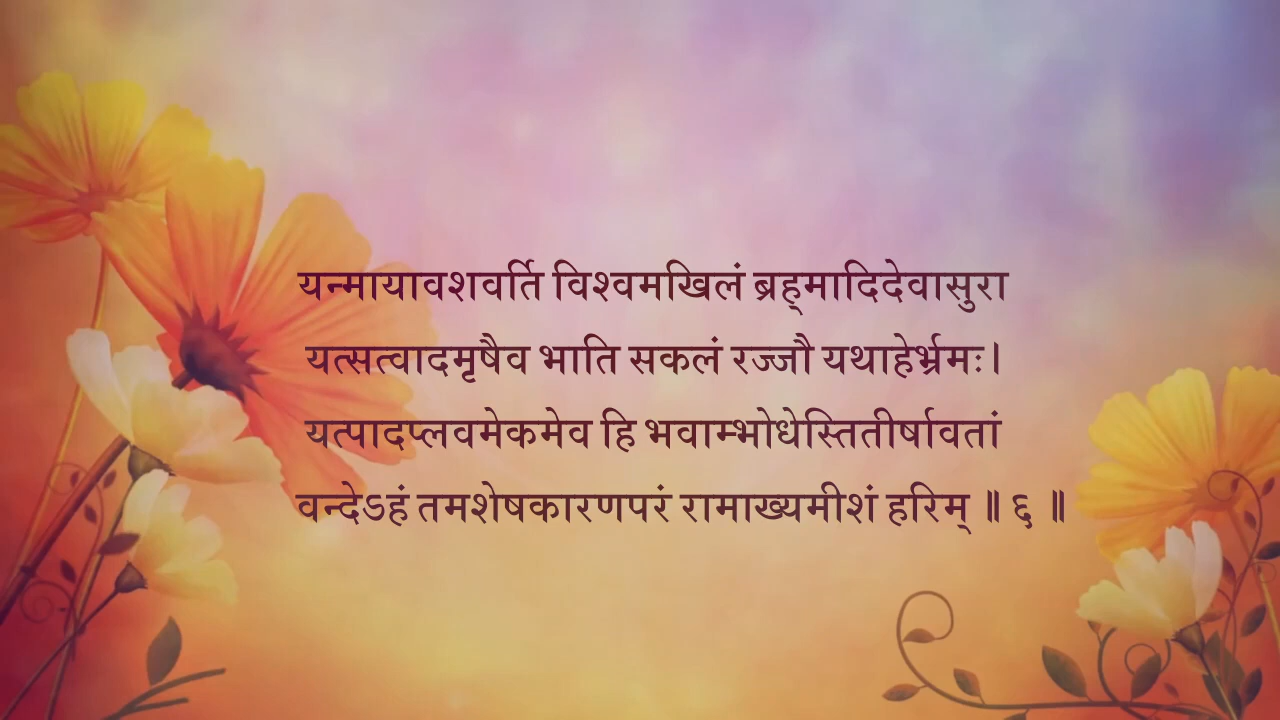 यन्मायावशवर्ति विश्वमखिलं ब्रह्मादिदेवासुरा
यत्सत्वादमृषैव भाति सकलं रज्जौ यथाहेर्भ्रमः।
यत्पादप्लवमेकमेव हि भवाम्भोधेस्तितीर्षावतां
वन्देऽहं तमशेषकारणपरं रामाख्यमीशं हरिम् ॥ ६ ॥